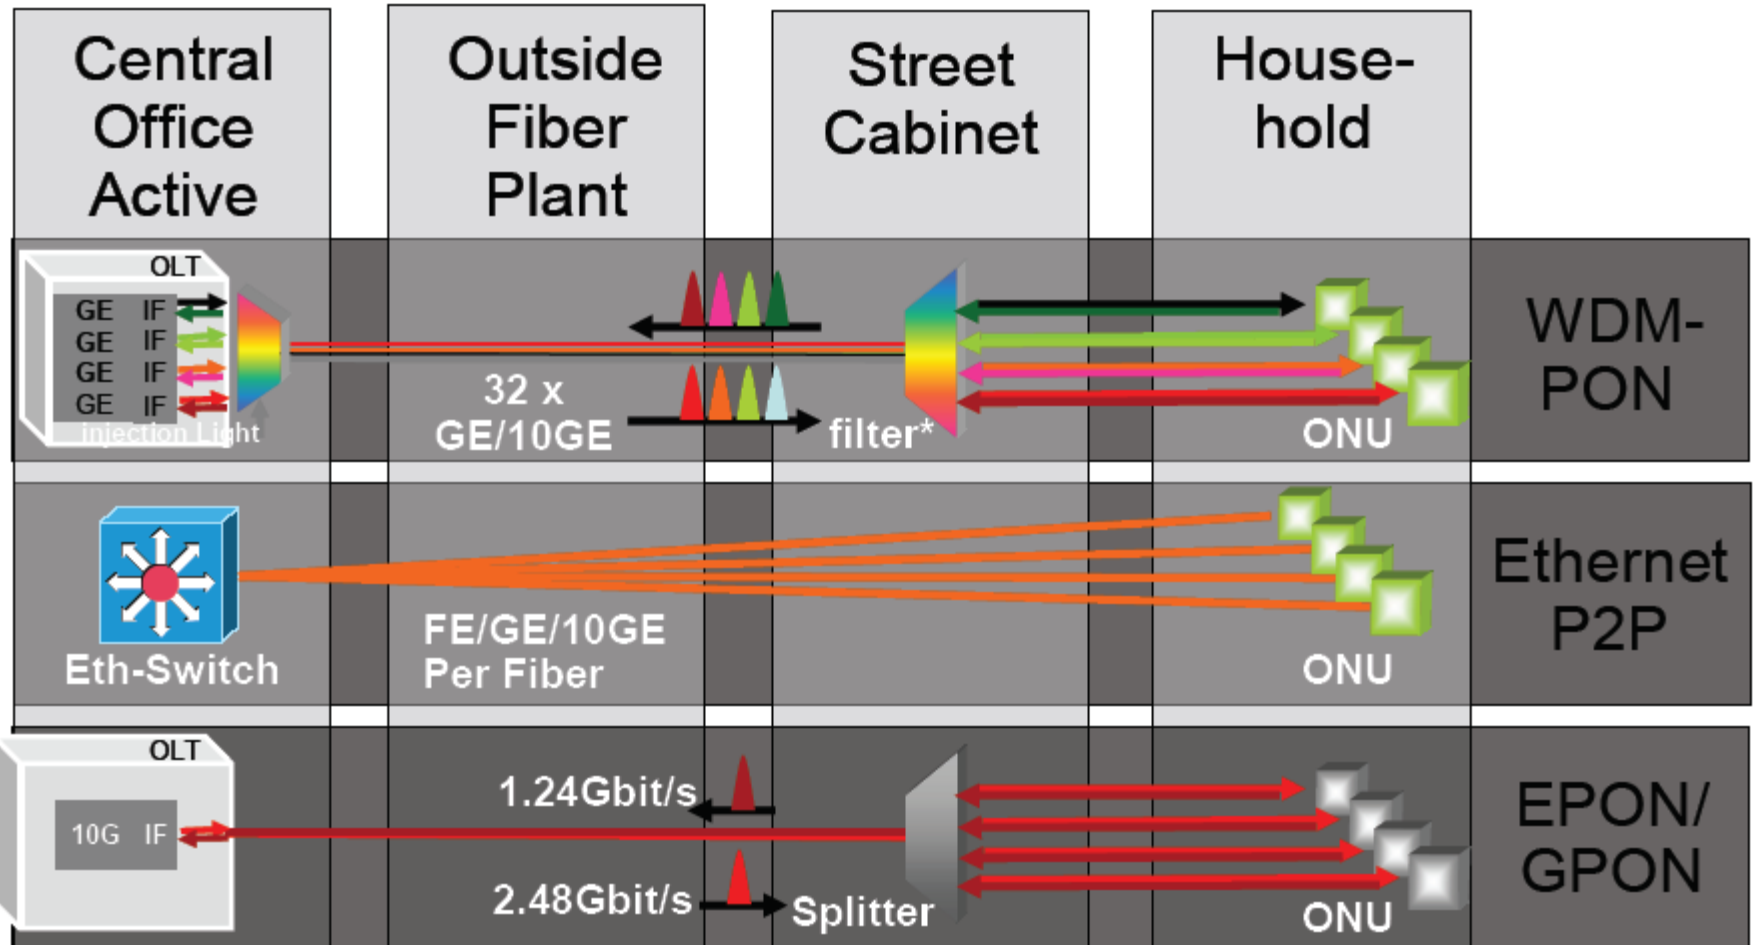 Central
Office
Active
Outside
Fiber
Plant
Street
Cabinet
House-
hold
OLT
GE IF
GE IF
GE IF
GE IF
injection Light
32 x
GE/10GE
filter*
ONU
WDM-
PON
Eth-Switch
FE/GE/10GE
Per Fiber
ONU
Ethernet
P2P
OLT
10G IF
1.24Gbit/s
2.48Gbit/s
Splitter
ONU
EPON/
GPON